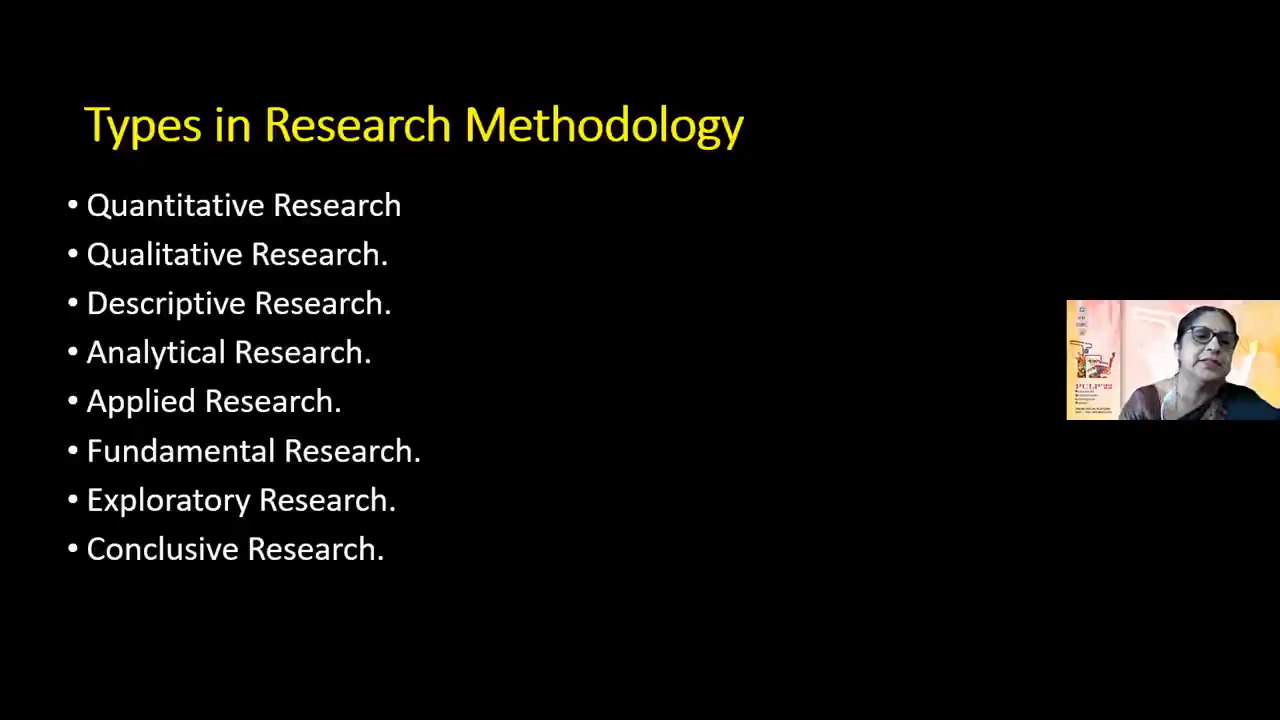 Types in Research Methodology
• Quantitative Research
• Qualitative Research.
• Descriptive Research.
• Analytical Research.
• Applied Research.
• Fundamental Research.
• Exploratory Research.
• Conclusive Research.